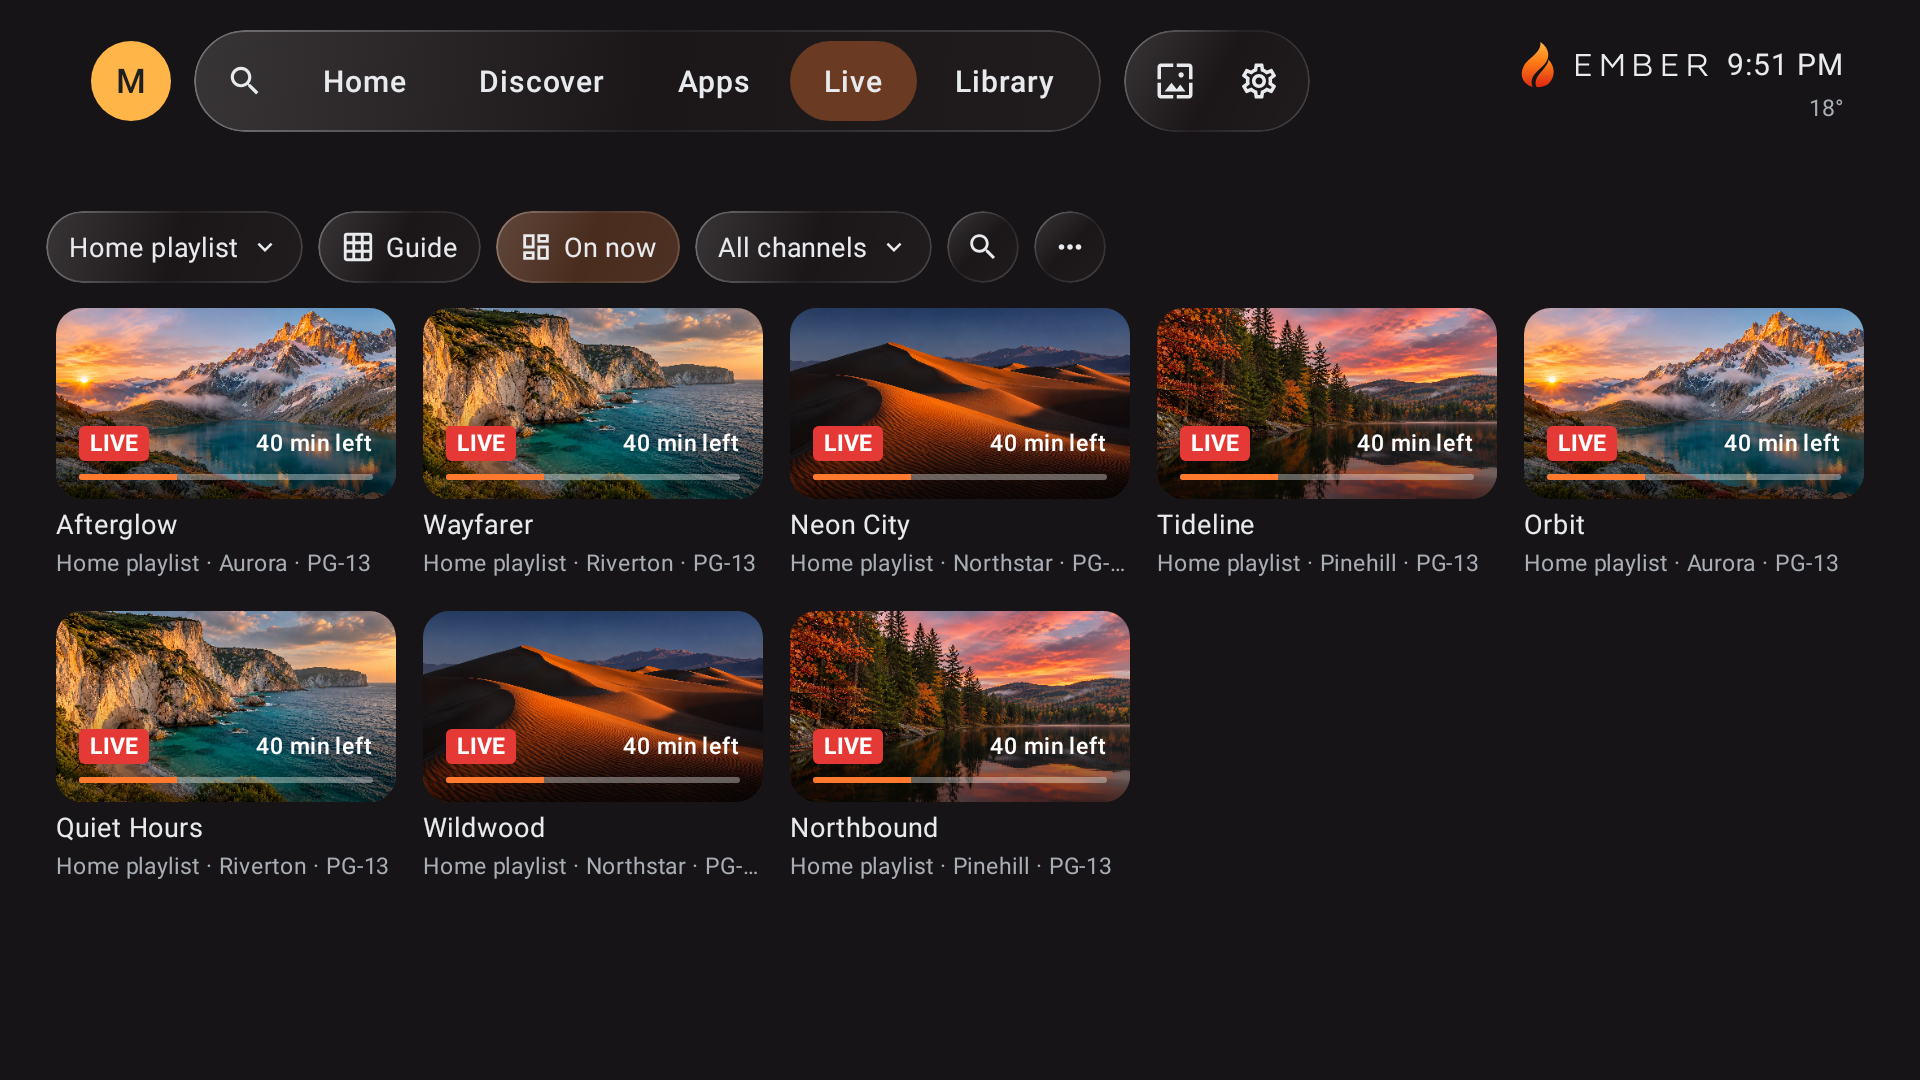 M
Home
Discover
Apps
Live
Library
EMBER 9:51 PM
18°
Home playlist
Guide
On now
All channels
LIVE 40 min left
LIVE 40 min left
LIVE 40 min left
LIVE 40 min left
LIVE 40 min left
Afterglow
Home playlist · Aurora · PG-13
Wayfarer
Home playlist · Riverton · PG-13
Neon City
Home playlist · Northstar · PG-...
Tideline
Home playlist · Pinehill · PG-13
Orbit
Home playlist · Aurora · PG-13
LIVE 40 min left
LIVE 40 min left
LIVE 40 min left
Quiet Hours
Home playlist · Riverton · PG-13
Wildwood
Home playlist · Northstar · PG-...
Northbound
Home playlist · Pinehill · PG-13